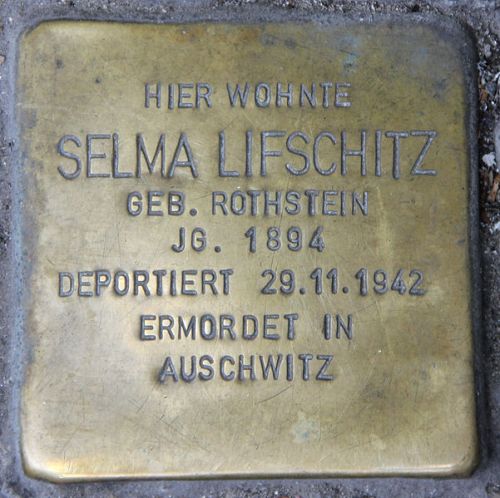 HIER WOHNTE
SELMA LIFSCHITZ
GEB. ROTHSTEIN
JG. 1894
DEPORTIERT 29.11.1942
ERMORDET IN
AUSCHWITZ